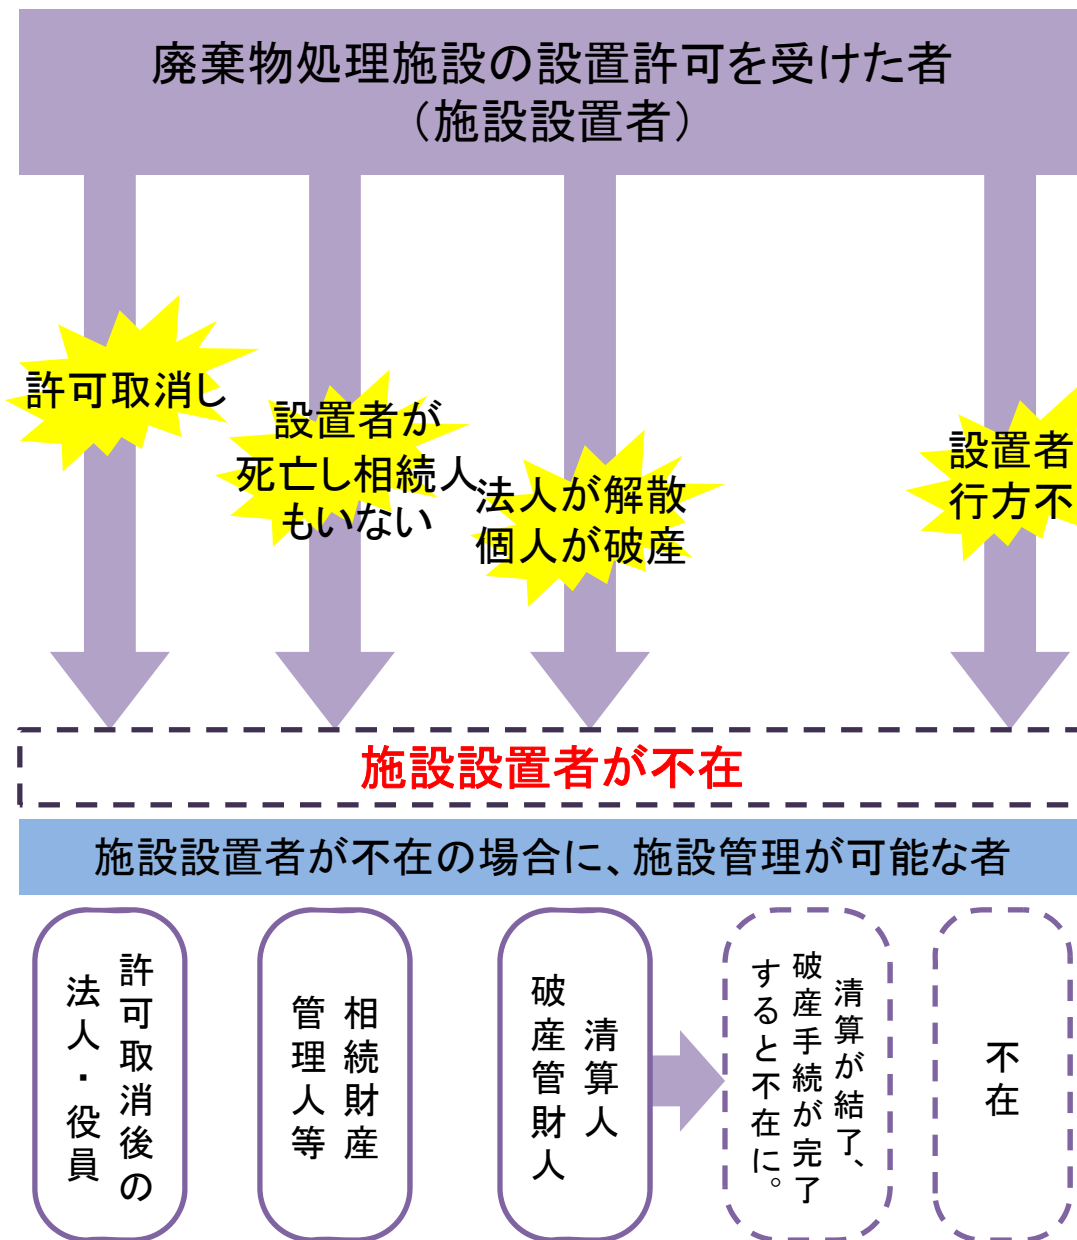 廃棄物処理施設の設置許可を受けた者
（施設設置者）
許可取消し
設置者が
死亡し相続人
もいない
法人が解散
個人が破産
設置者
行方不
施設設置者が不在
施設設置者が不在の場合に、施設管理が可能な者
許可取消後の
法人・役員
相続財産
管理人等
清算人
破産管財人
清算が結了、
破産手続が完了
すると不在に。
不在